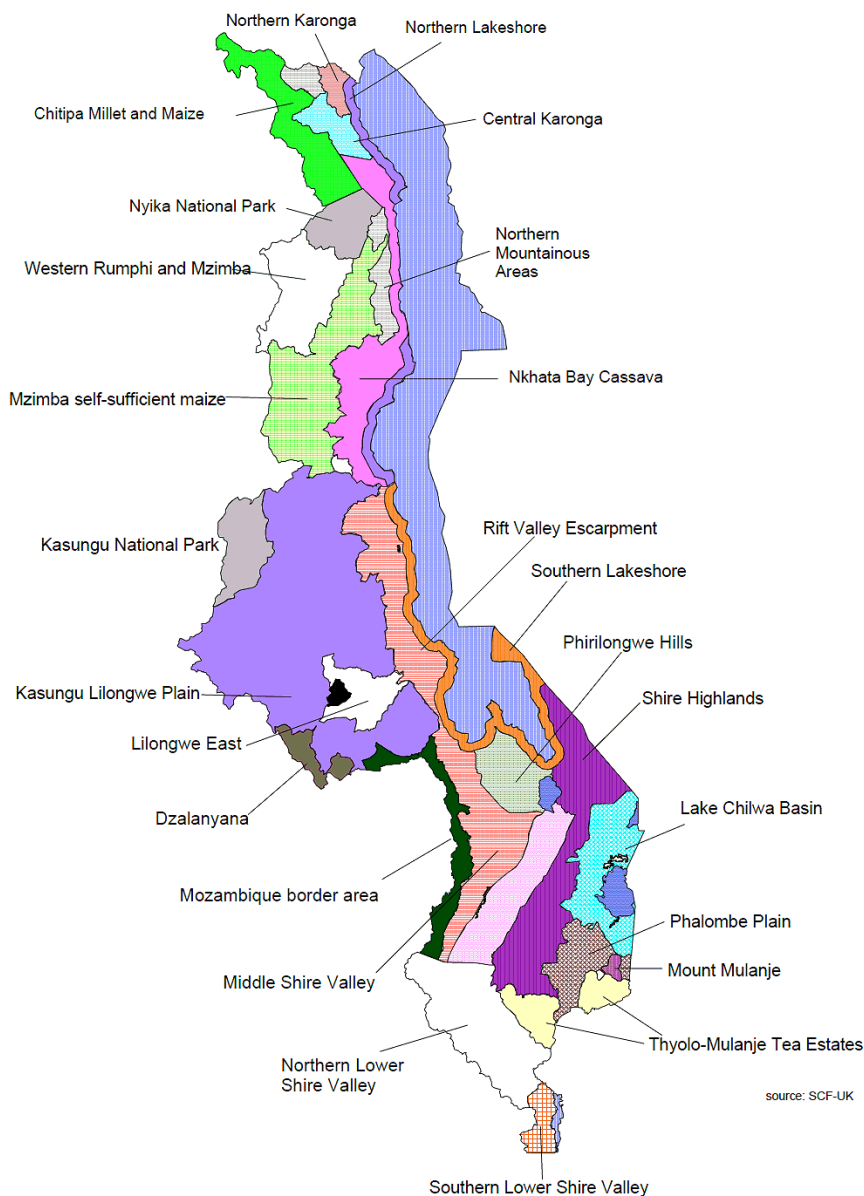 Northern Karonga
Northern Lakeshore
Chitipa Millet and Maize
Central Karonga
Nyika National Park
Northern
Mountainous
Areas
Western Rumphi and Mzimba
Nkhata Bay Cassava
Mzimba self-sufficient maize
Rift Valley Escarpment
Kasungu National Park
Southern Lakeshore
Phirilongwe Hills
Kasungu Lilongwe Plain
Shire Highlands
Lilongwe East
Lake Chilwa Basin
Dzalanyana
Mozambique border area
Phalombe Plain
Mount Mulanje
Middle Shire Valley
Thyolo-Mulanje Tea Estates
Northern Lower
Shire Valley
source: SCF-UK
Southern Lower Shire Valley